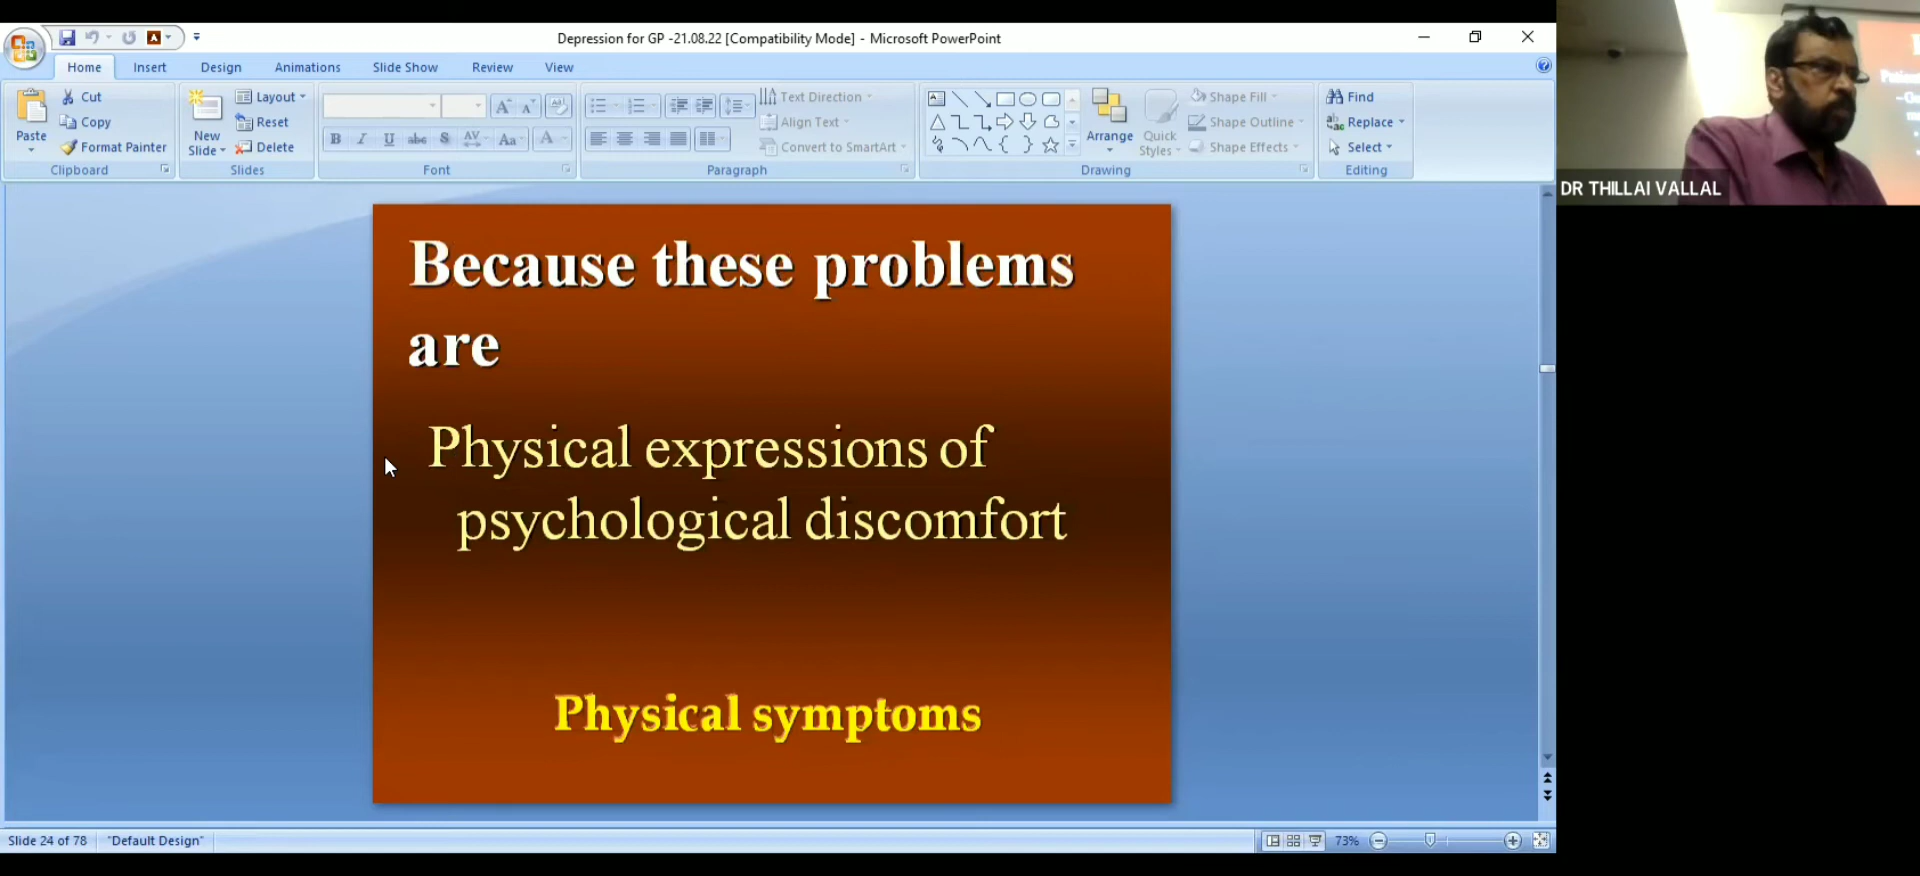 Depression for GP -21.08.22 [Compatibility Mode] - Microsoft PowerPoint
Home Insert Design Animations Slide Show Review View
Paste
Cut
Copy
Format Painter
Clipboard
New
Slide
Layout
Reset
Delete
Slides
B I U abc S AV Aa A
Font
Text Direction
Align Text
Convert to SmartArt
Paragraph
Arrange
Quick
Styles
Shape Fill
Shape Outline
Shape Effects
Drawing
Find
Replace
Select
Editing
Because these problems
are
Physical expressions of
psychological discomfort
Physical symptoms
Slide 24 of 78 "Default Design" 73%
DR THILLAI VALLAL